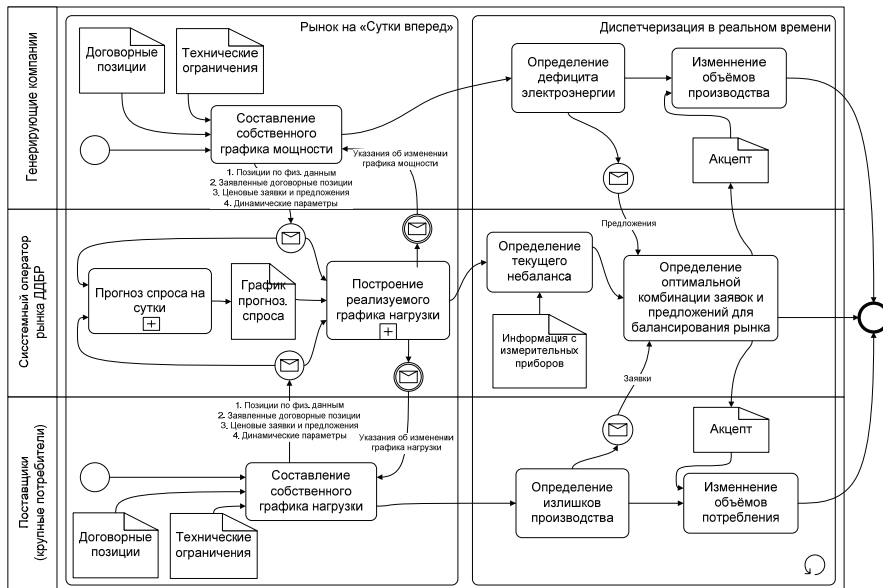 Рынок на «Сутки вперед»
Диспетчеризация в реальном времени
Генерирующие компании
Договорные
позиции
Технические
ограничения
Составление
собственного
графика мощности
Определение
дефицита
электроэнергии
Изменнение
объёмов
производства
Указания об изменении
графика мощности
Акцепт
1. Позиции по физ. данным
2. Заявленные договорные позиции
3. Ценовые заявки и предложения
4. Динамические параметры
Сисстемный оператор
рынка ДДБР
Предложения
Прогноз спроса на
сутки
График
прогноз.
спроса
Построение
реализуемого
графика нагрузки
Определение
текущего
небаланса
Определение
оптимальной
комбинации заявок и
предложений для
балансирования рынка
Информация с
измерительных
приборов
Заявки
Поставщики
(крупные потребители)
1. Позиции по физ. данным
2. Заявленные договорные позиции
3. Ценовые заявки и предложения
4. Динамические параметры
Указания об изменении
графика нагрузки
Акцепт
Составление
собственного
графика нагрузки
Определение
излишков
производства
Изменнение
объёмов
потребления
Договорные
позиции
Технические
ограничения